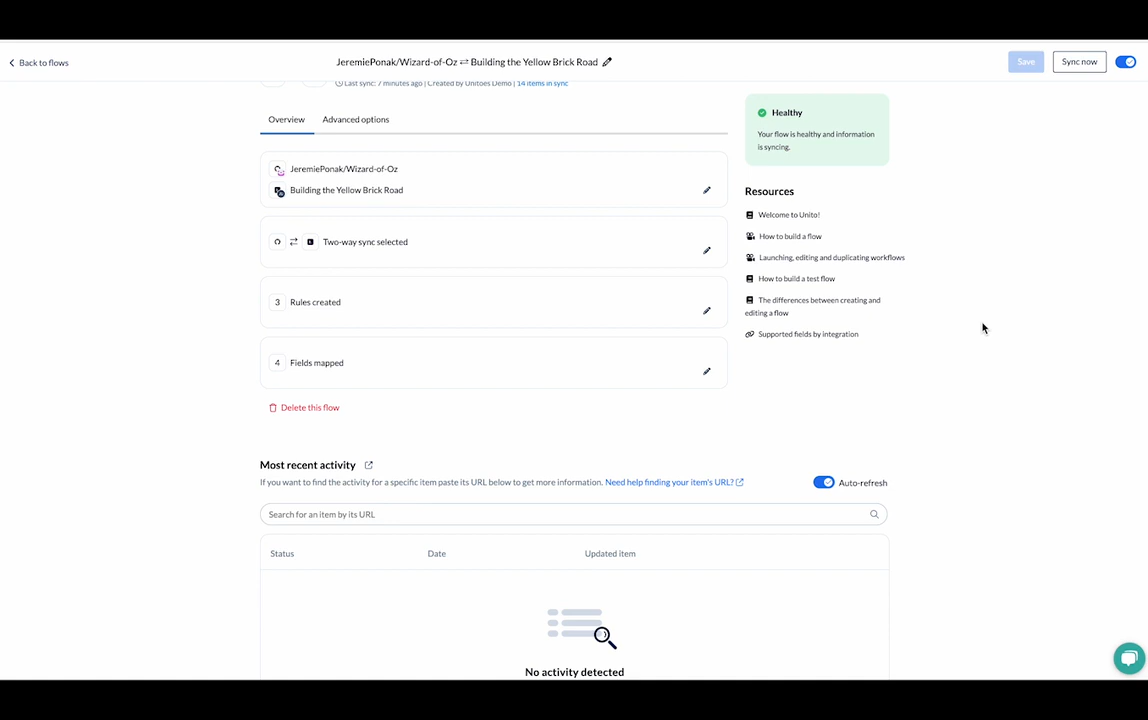 Back to flows
JeremiePonak/Wizard-of-Oz ⇄ Building the Yellow Brick Road
Save
Sync now
Last sync: 7 minutes ago | Created by Unitoes Demo | 14 items in sync
Overview
Advanced options
JeremiePonak/Wizard-of-Oz
Building the Yellow Brick Road
Two-way sync selected
3 Rules created
4 Fields mapped
Delete this flow
Healthy
Your flow is healthy and information
is syncing.
Resources
Welcome to Unito!
How to build a flow
Launching, editing and duplicating workflows
How to build a test flow
The differences between creating and
editing a flow
Supported fields by integration
Most recent activity
If you want to find the activity for a specific item paste its URL below to get more information. Need help finding your item's URL?
Auto-refresh
Search for an item by its URL
Status
Date
Updated item
No activity detected